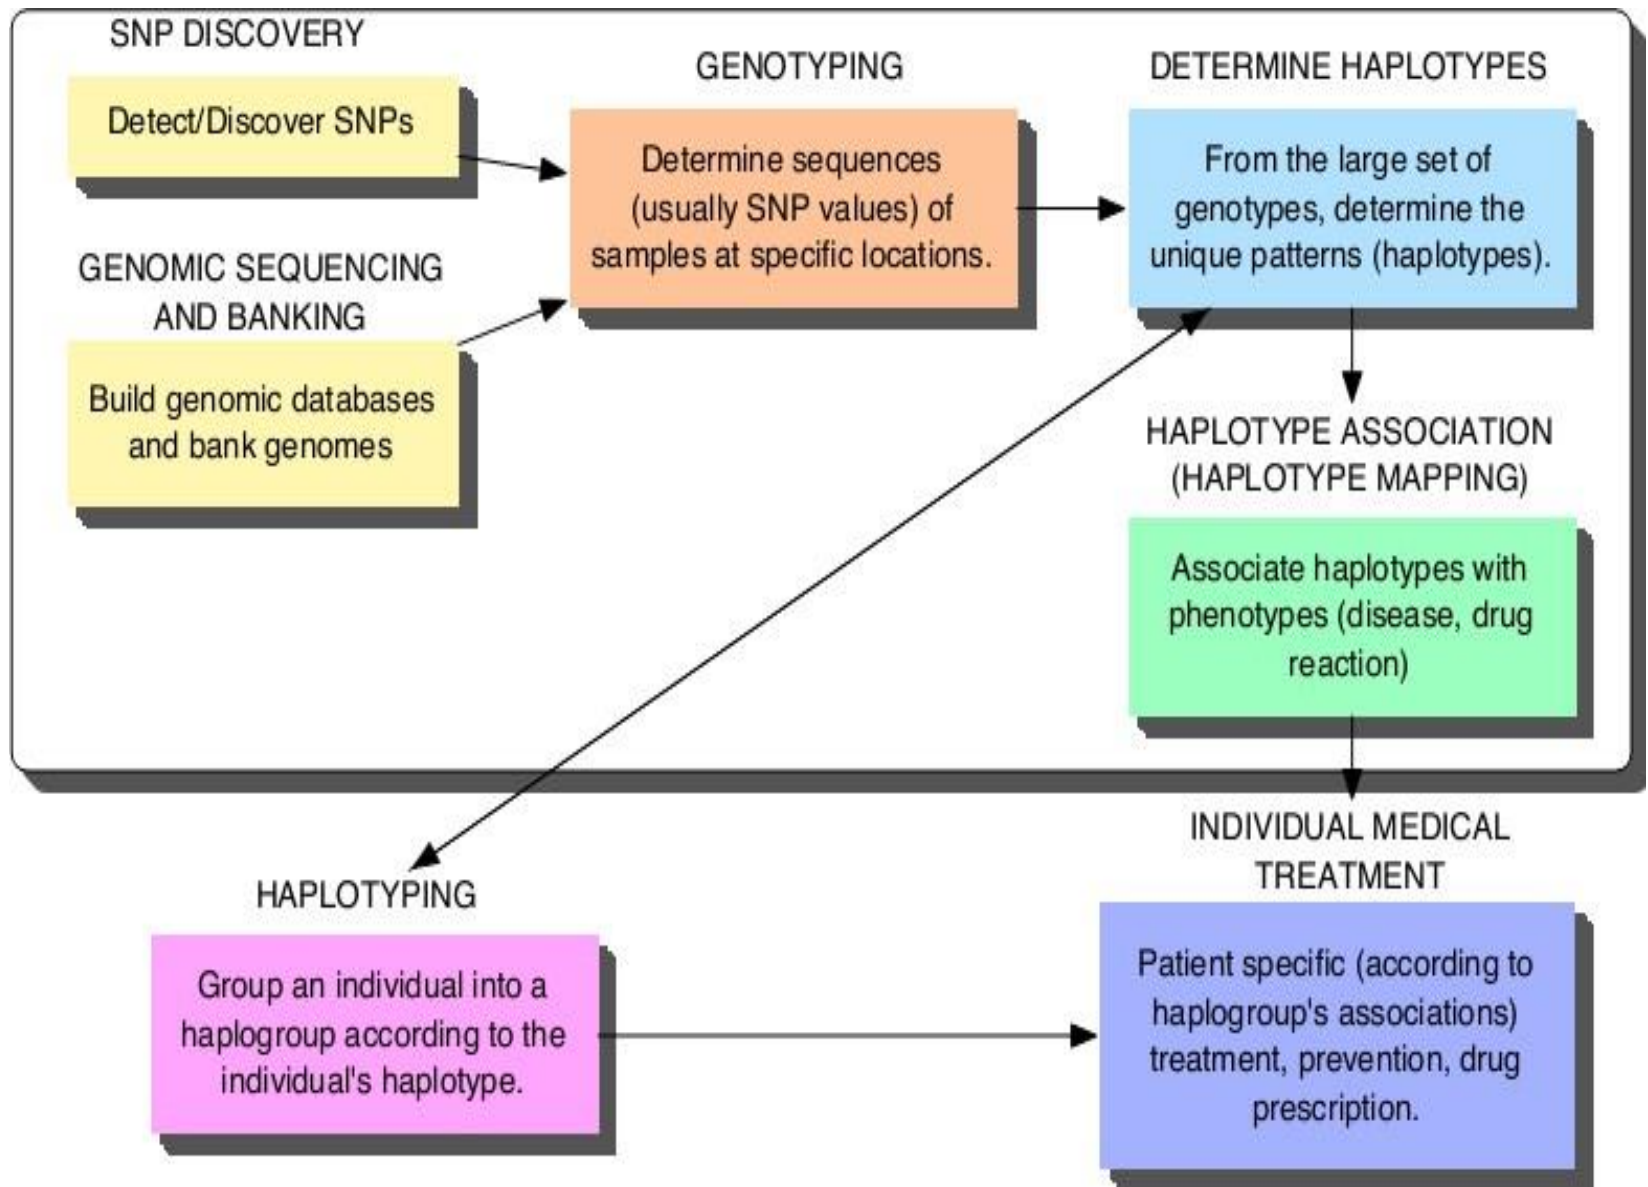 SNP DISCOVERY
Detect/Discover SNPs
GENOMIC SEQUENCING
AND BANKING
Build genomic databases
and bank genomes
GENOTYPING
Determine sequences
(usually SNP values) of
samples at specific locations.
DETERMINE HAPLOTYPES
From the large set of
genotypes, determine the
unique patterns (haplotypes).
HAPLOTYPE ASSOCIATION
(HAPLOTYPE MAPPING)
Associate haplotypes with
phenotypes (disease, drug
reaction)
HAPLOTYPING
Group an individual into a
haplogroup according to the
individual's haplotype.
INDIVIDUAL MEDICAL
TREATMENT
Patient specific (according to
haplogroup's associations)
treatment, prevention, drug
prescription.